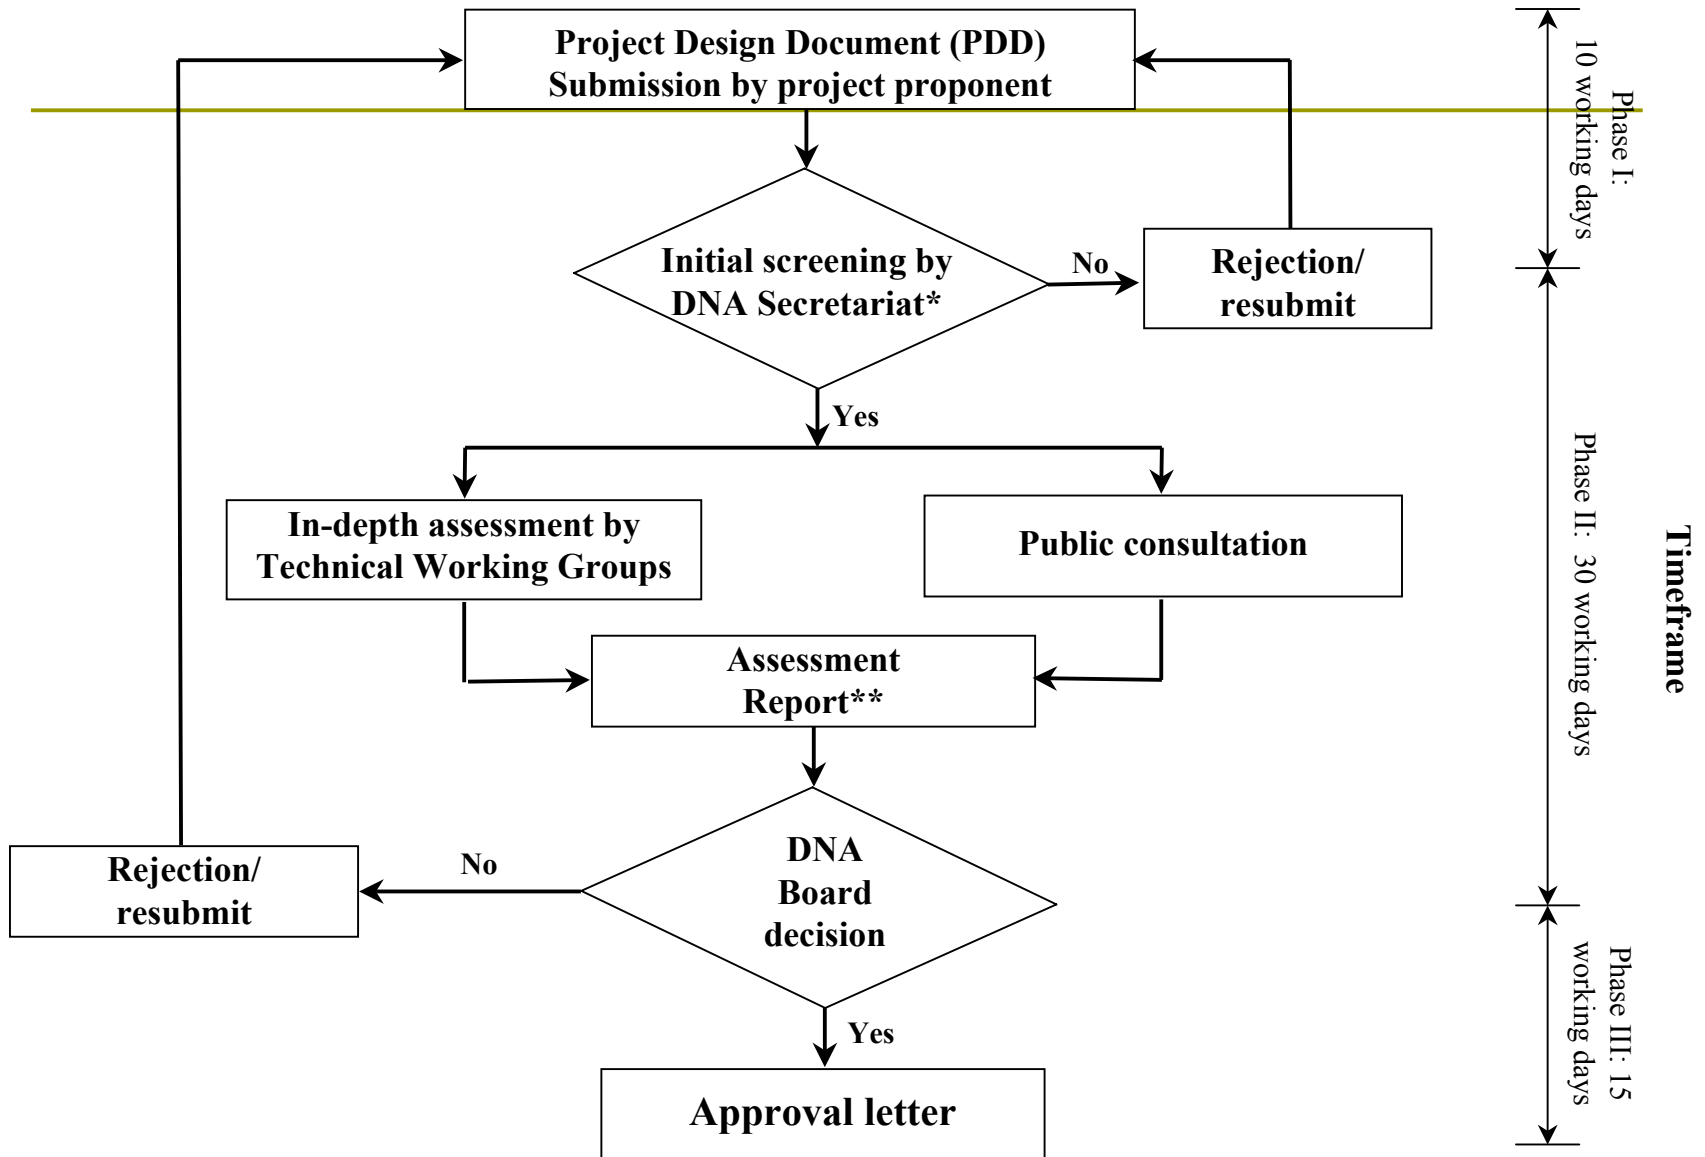 Project Design Document (PDD)
Submission by project proponent
Initial screening by
DNA Secretariat*
No
Rejection/
resubmit
Yes
In-depth assessment by
Technical Working Groups
Public consultation
Assessment
Report**
DNA
Board
decision
No
Rejection/
resubmit
Yes
Approval letter
Phase I:
10 working days
Phase II:  30 working days
Phase III: 15
working days
Timeframe